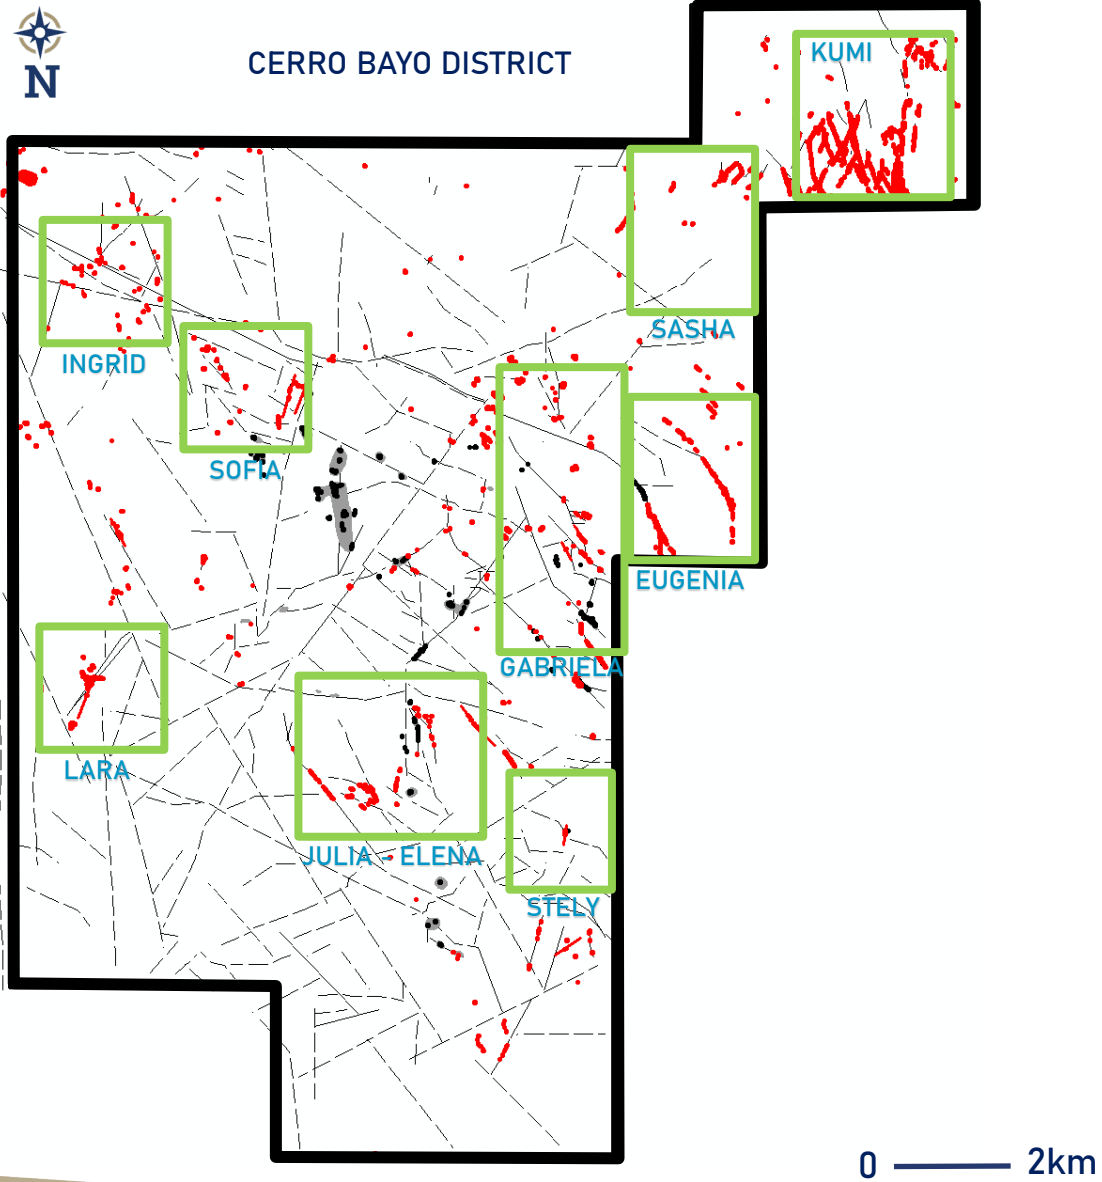 N
CERRO BAYO DISTRICT
KUMI
SASHA
INGRID
SOFIA
EUGENIA
GABRIELA
LARA
JULIA - ELENA
STELY
0 2km